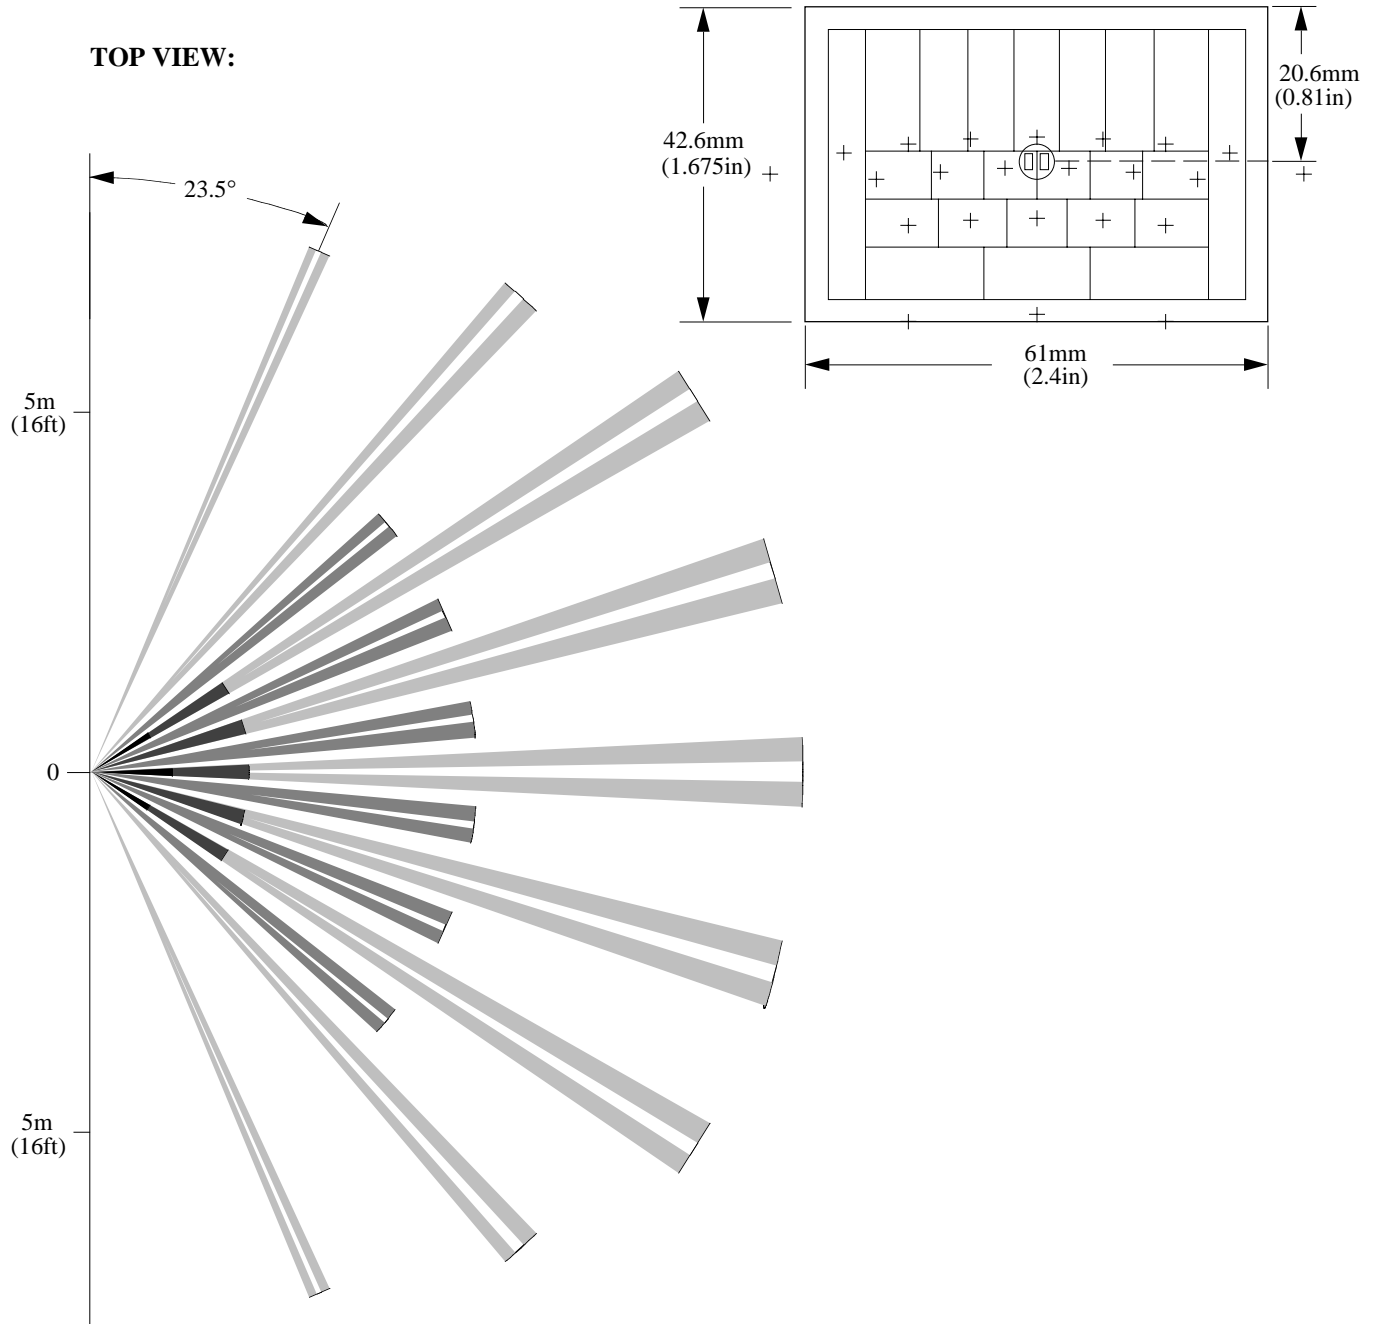 TOP VIEW:
42.6mm
(1.675in)
20.6mm
(0.81in)
61mm
(2.4in)
23.5°
5m
(16ft)
0
5m
(16ft)